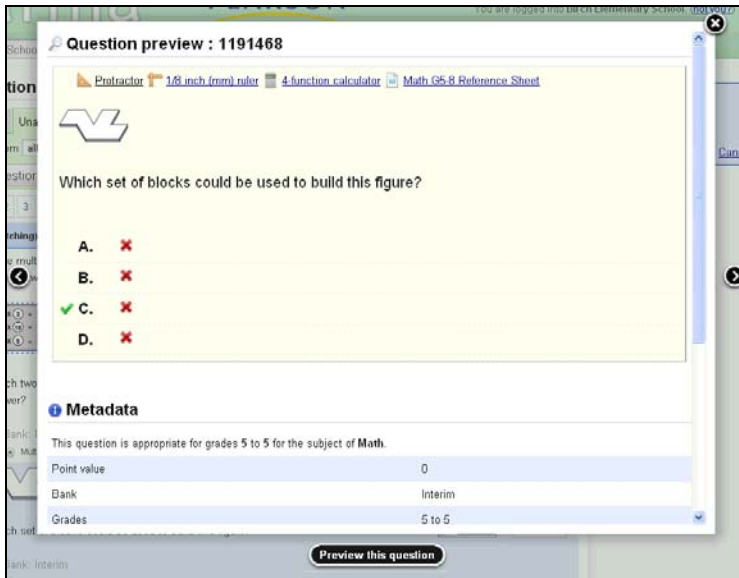 PEARSON
You are logged into Birch Elementary School. (not you?)
Question preview : 1191468
Protractor 1/8 inch (mm) ruler 4-function calculator Math G5-8 Reference Sheet
Which set of blocks could be used to build this figure?
A.
B.
C.
D.
Metadata
This question is appropriate for grades 5 to 5 for the subject of Math.
Point value 0
Bank Interim
Grades 5 to 5
Preview this question
Bank: Interim